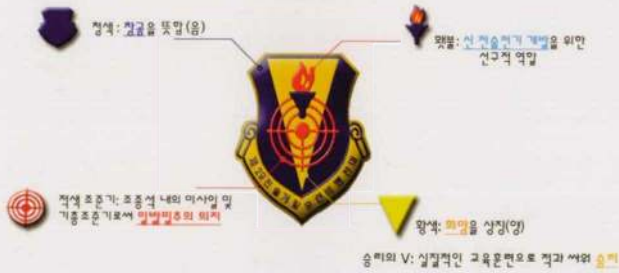 청색: 창공을 뜻함(음)
횃불: 신 전술전기 개발을 위한
선구적 역할
적색 조준기: 조종석 내의 미사일 및
기총조준기로써 일발필추의 의지
황색: 희망을 상징(양)
승리의 V: 실질적인 교육훈련으로 적과 싸워 승리